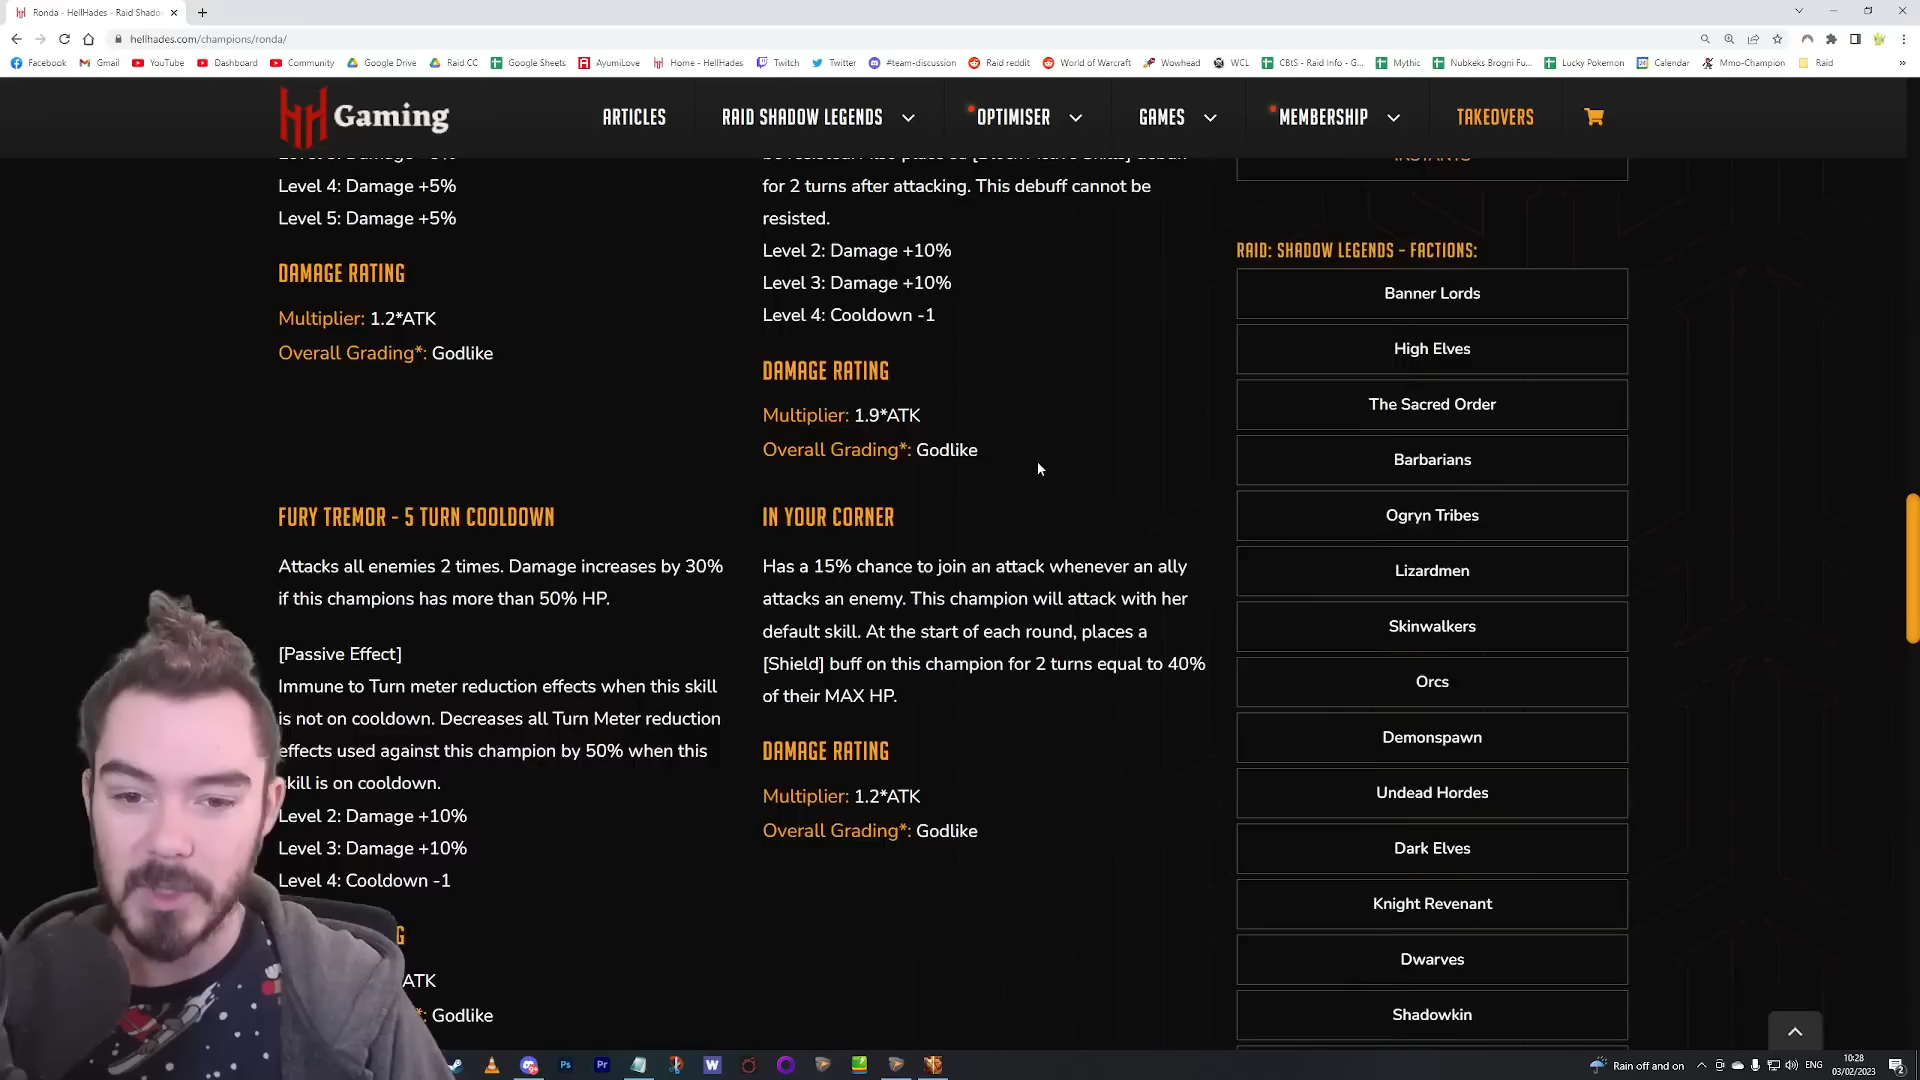 Ronda - HellHades - Raid Shado
hellhades.com/champions/ronda/
Facebook
Gmail
YouTube
Dashboard
Community
Google Drive
Raid CC
Google Sheets
AyumiLove
Home - HellHades
Twitch
Twitter
#team-discussion
Raid reddit
World of Warcraft
Wowhead
WCL
CBtS - Raid Info - G...
Mythic
Nubkeks Brogni Fu...
Lucky Pokemon
Calendar
Mmo-Champion
Raid
»
HH Gaming
ARTICLES
RAID SHADOW LEGENDS
OPTIMISER
GAMES
MEMBERSHIP
TAKEOVERS
Level 4: Damage +5%
Level 5: Damage +5%
DAMAGE RATING
Multiplier: 1.2*ATK
Overall Grading*: Godlike
for 2 turns after attacking. This debuff cannot be
resisted.
Level 2: Damage +10%
Level 3: Damage +10%
Level 4: Cooldown -1
DAMAGE RATING
Multiplier: 1.9*ATK
Overall Grading*: Godlike
FURY TREMOR - 5 TURN COOLDOWN
Attacks all enemies 2 times. Damage increases by 30%
if this champions has more than 50% HP.
[Passive Effect]
Immune to Turn meter reduction effects when this skill
is not on cooldown. Decreases all Turn Meter reduction
effects used against this champion by 50% when this
skill is on cooldown.
Level 2: Damage +10%
Level 3: Damage +10%
Level 4: Cooldown -1
G
ATK
*: Godlike
IN YOUR CORNER
Has a 15% chance to join an attack whenever an ally
attacks an enemy. This champion will attack with her
default skill. At the start of each round, places a
[Shield] buff on this champion for 2 turns equal to 40%
of their MAX HP.
DAMAGE RATING
Multiplier: 1.2*ATK
Overall Grading*: Godlike
RAID: SHADOW LEGENDS - FACTIONS:
Banner Lords
High Elves
The Sacred Order
Barbarians
Ogryn Tribes
Lizardmen
Skinwalkers
Orcs
Demonspawn
Undead Hordes
Dark Elves
Knight Revenant
Dwarves
Shadowkin
Rain off and on
ENG
10:28
03/02/2023